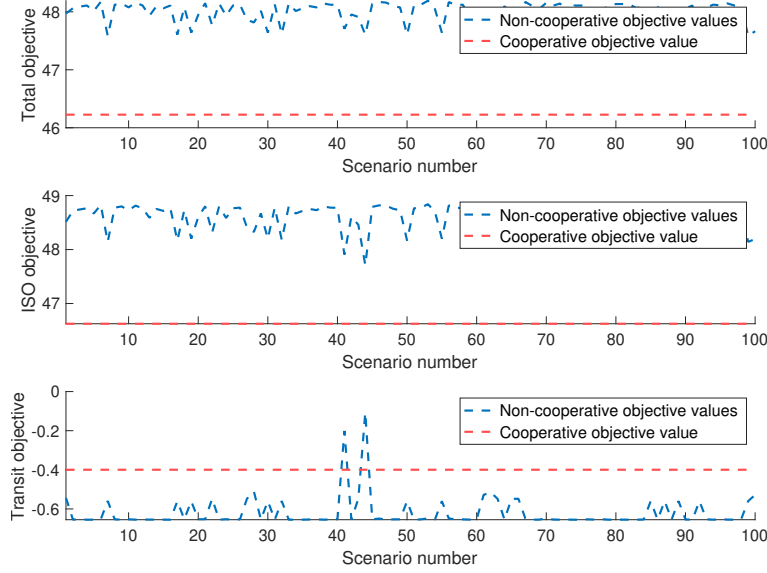 Total objective
48
47
46
Non-cooperative objective values
Cooperative objective value
10 20 30 40 50 60 70 80 90 100
Scenario number
ISO objective
49
48
47
Non-cooperative objective values
Cooperative objective value
10 20 30 40 50 60 70 80 90 100
Scenario number
Transit objective
0
-0.2
-0.4
-0.6
Non-cooperative objective values
Cooperative objective value
10 20 30 40 50 60 70 80 90 100
Scenario number